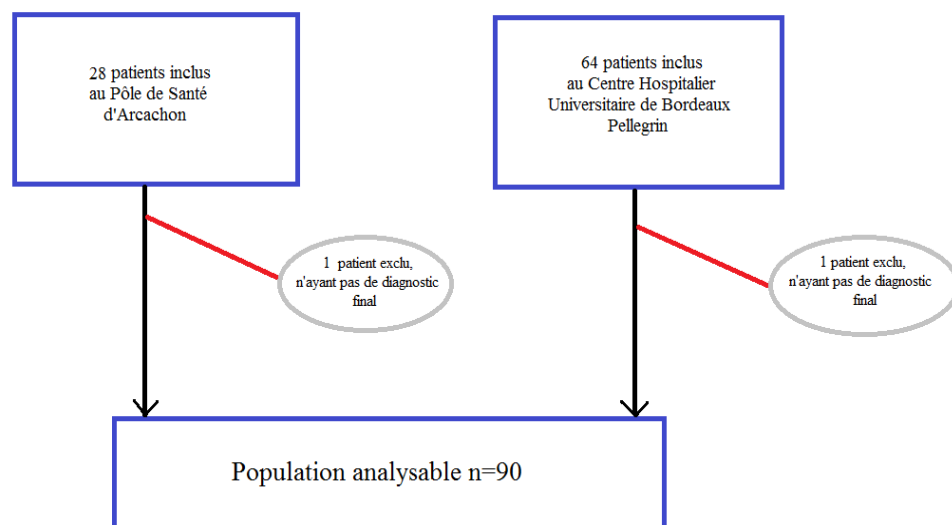 28 patients inclus
au Pôle de Santé
d'Arcachon
64 patients inclus
au Centre Hospitalier
Universitaire de Bordeaux
Pellegrin
1 patient exclu,
n'ayant pas de diagnostic
final
1 patient exclu,
n'ayant pas de diagnostic
final
Population analysable n=90